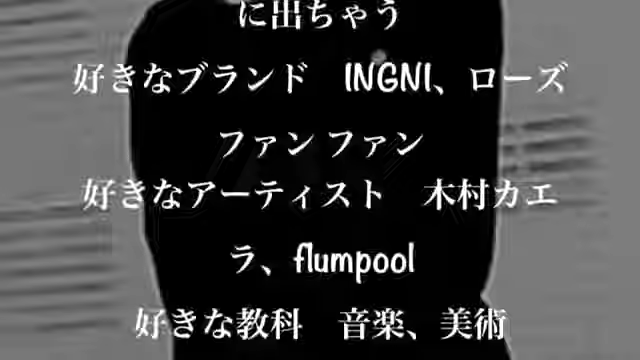 に出ちゃう
好きなブランド　INGNI、ローズ
ファンファン
好きなアーティスト　木村カエ
ラ、flumpool
好きな教科　音楽、美術